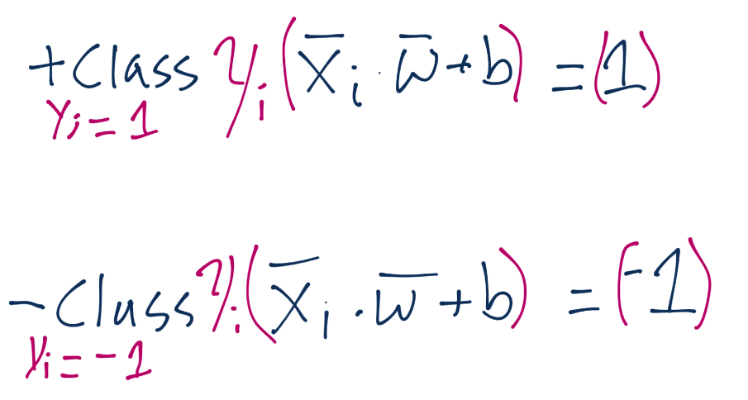 +Class yᵢ(x̄ᵢ · w̄ + b) = (1)
yᵢ = 1
-Class yᵢ(x̄ᵢ · w̄ + b) = (-1)
yᵢ = -1